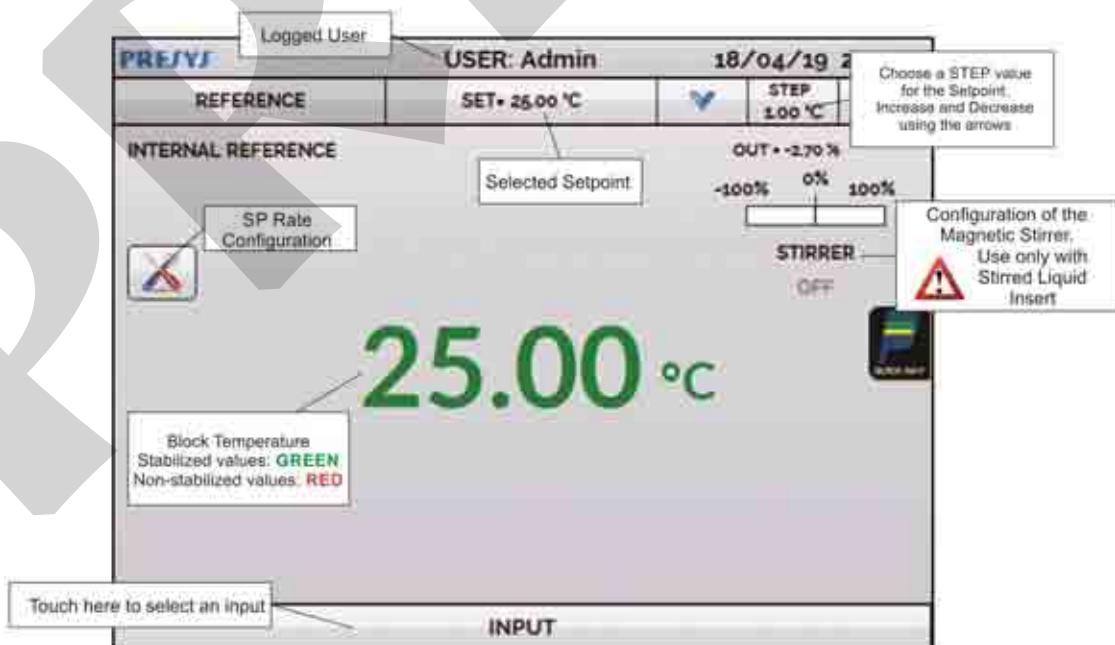 Logged User
PRESYS
USER: Admin
18/04/19 2
REFERENCE
SET= 25.00 °C
STEP
1.00 °C
Choose a STEP value
for the Setpoint.
Increase and Decrease
using the arrows
INTERNAL REFERENCE
Selected Setpoint
OUT = -2.70 %
-100% 0% 100%
SP Rate
Configuration
STIRRER
OFF
Configuration of the
Magnetic Stirrer.
Use only with
Stirred Liquid
Insert
25.00 °C
Block Temperature
Stabilized values: GREEN
Non-stabilized values: RED
Touch here to select an input
INPUT